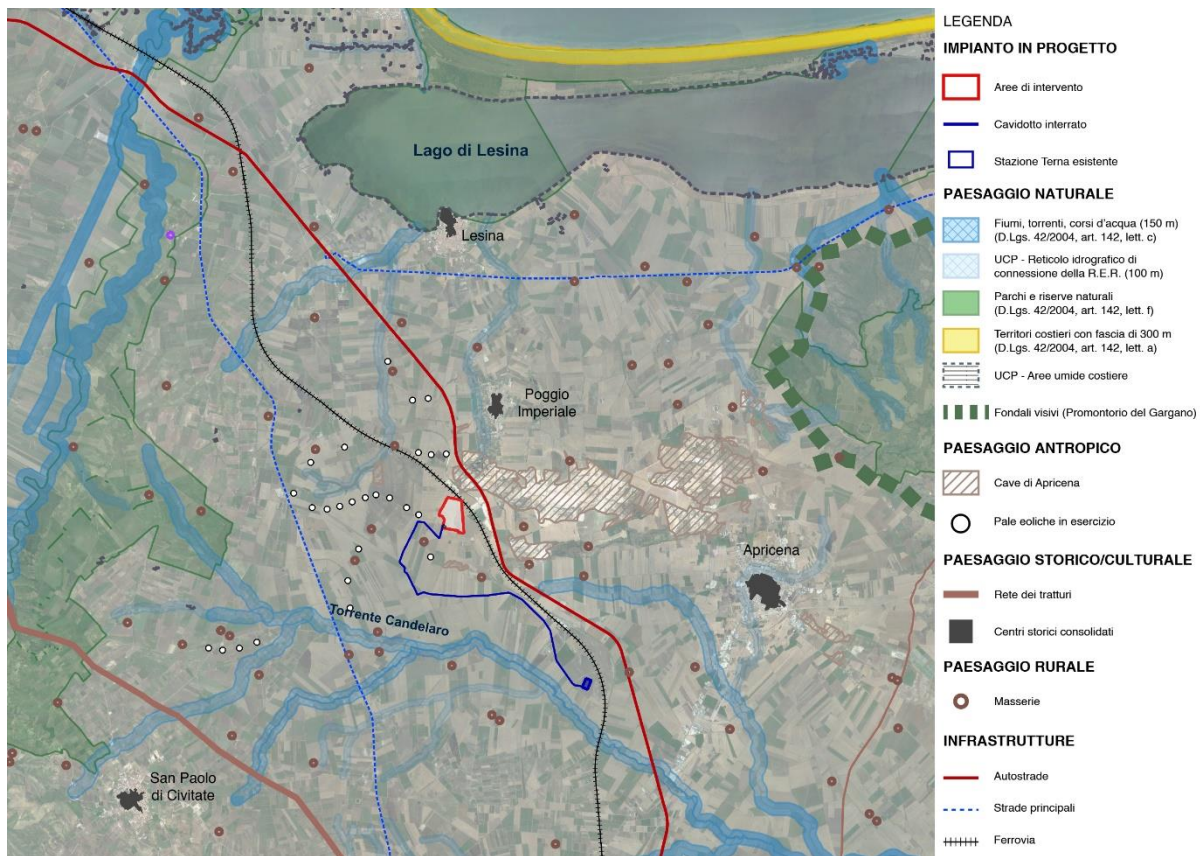 Lago di Lesina
Lesina
Poggio
Imperiale
Apricena
Torrente Candelaro
San Paolo
di Civitate
LEGENDA
IMPIANTO IN PROGETTO
Aree di intervento
Cavidotto interrato
Stazione Terna esistente
PAESAGGIO NATURALE
Fiumi, torrenti, corsi d'acqua (150 m)
(D.Lgs. 42/2004, art. 142, lett. c)
UCP - Reticolo idrografico di
connessione della R.E.R. (100 m)
Parchi e riserve naturali
(D.Lgs. 42/2004, art. 142, lett. f)
Territori costieri con fascia di 300 m
(D.Lgs. 42/2004, art. 142, lett. a)
UCP - Aree umide costiere
Fondali visivi (Promontorio del Gargano)
PAESAGGIO ANTROPICO
Cave di Apricena
Pale eoliche in esercizio
PAESAGGIO STORICO/CULTURALE
Rete dei tratturi
Centri storici consolidati
PAESAGGIO RURALE
Masserie
INFRASTRUTTURE
Autostrade
Strade principali
Ferrovia